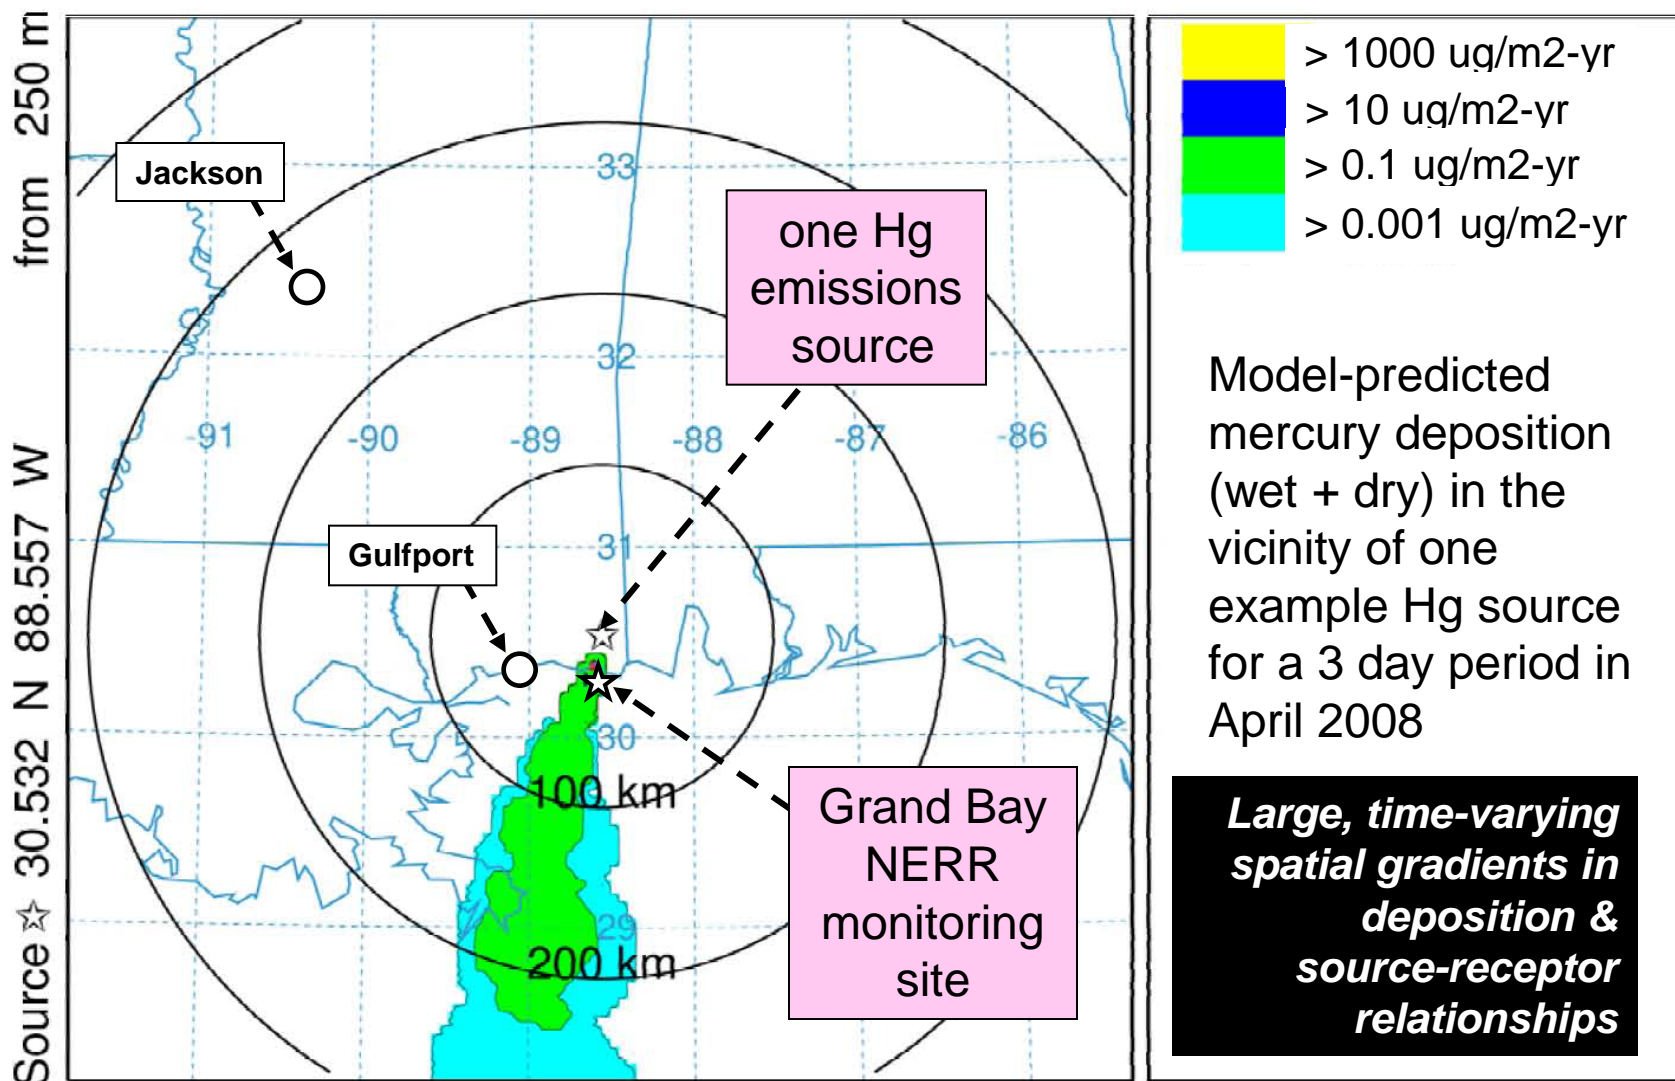 Source ☆ 30.532 N 88.557 W from 250 m
Jackson
33
one Hg
emissions
source
32
-91
-90
-89
-88
-87
-86
Gulfport
31
30
100 km
29
200 km
Grand Bay
NERR
monitoring
site
> 1000 ug/m2-yr
> 10 ug/m2-yr
> 0.1 ug/m2-yr
> 0.001 ug/m2-yr
Model-predicted
mercury deposition
(wet + dry) in the
vicinity of one
example Hg source
for a 3 day period in
April 2008
Large, time-varying
spatial gradients in
deposition &
source-receptor
relationships